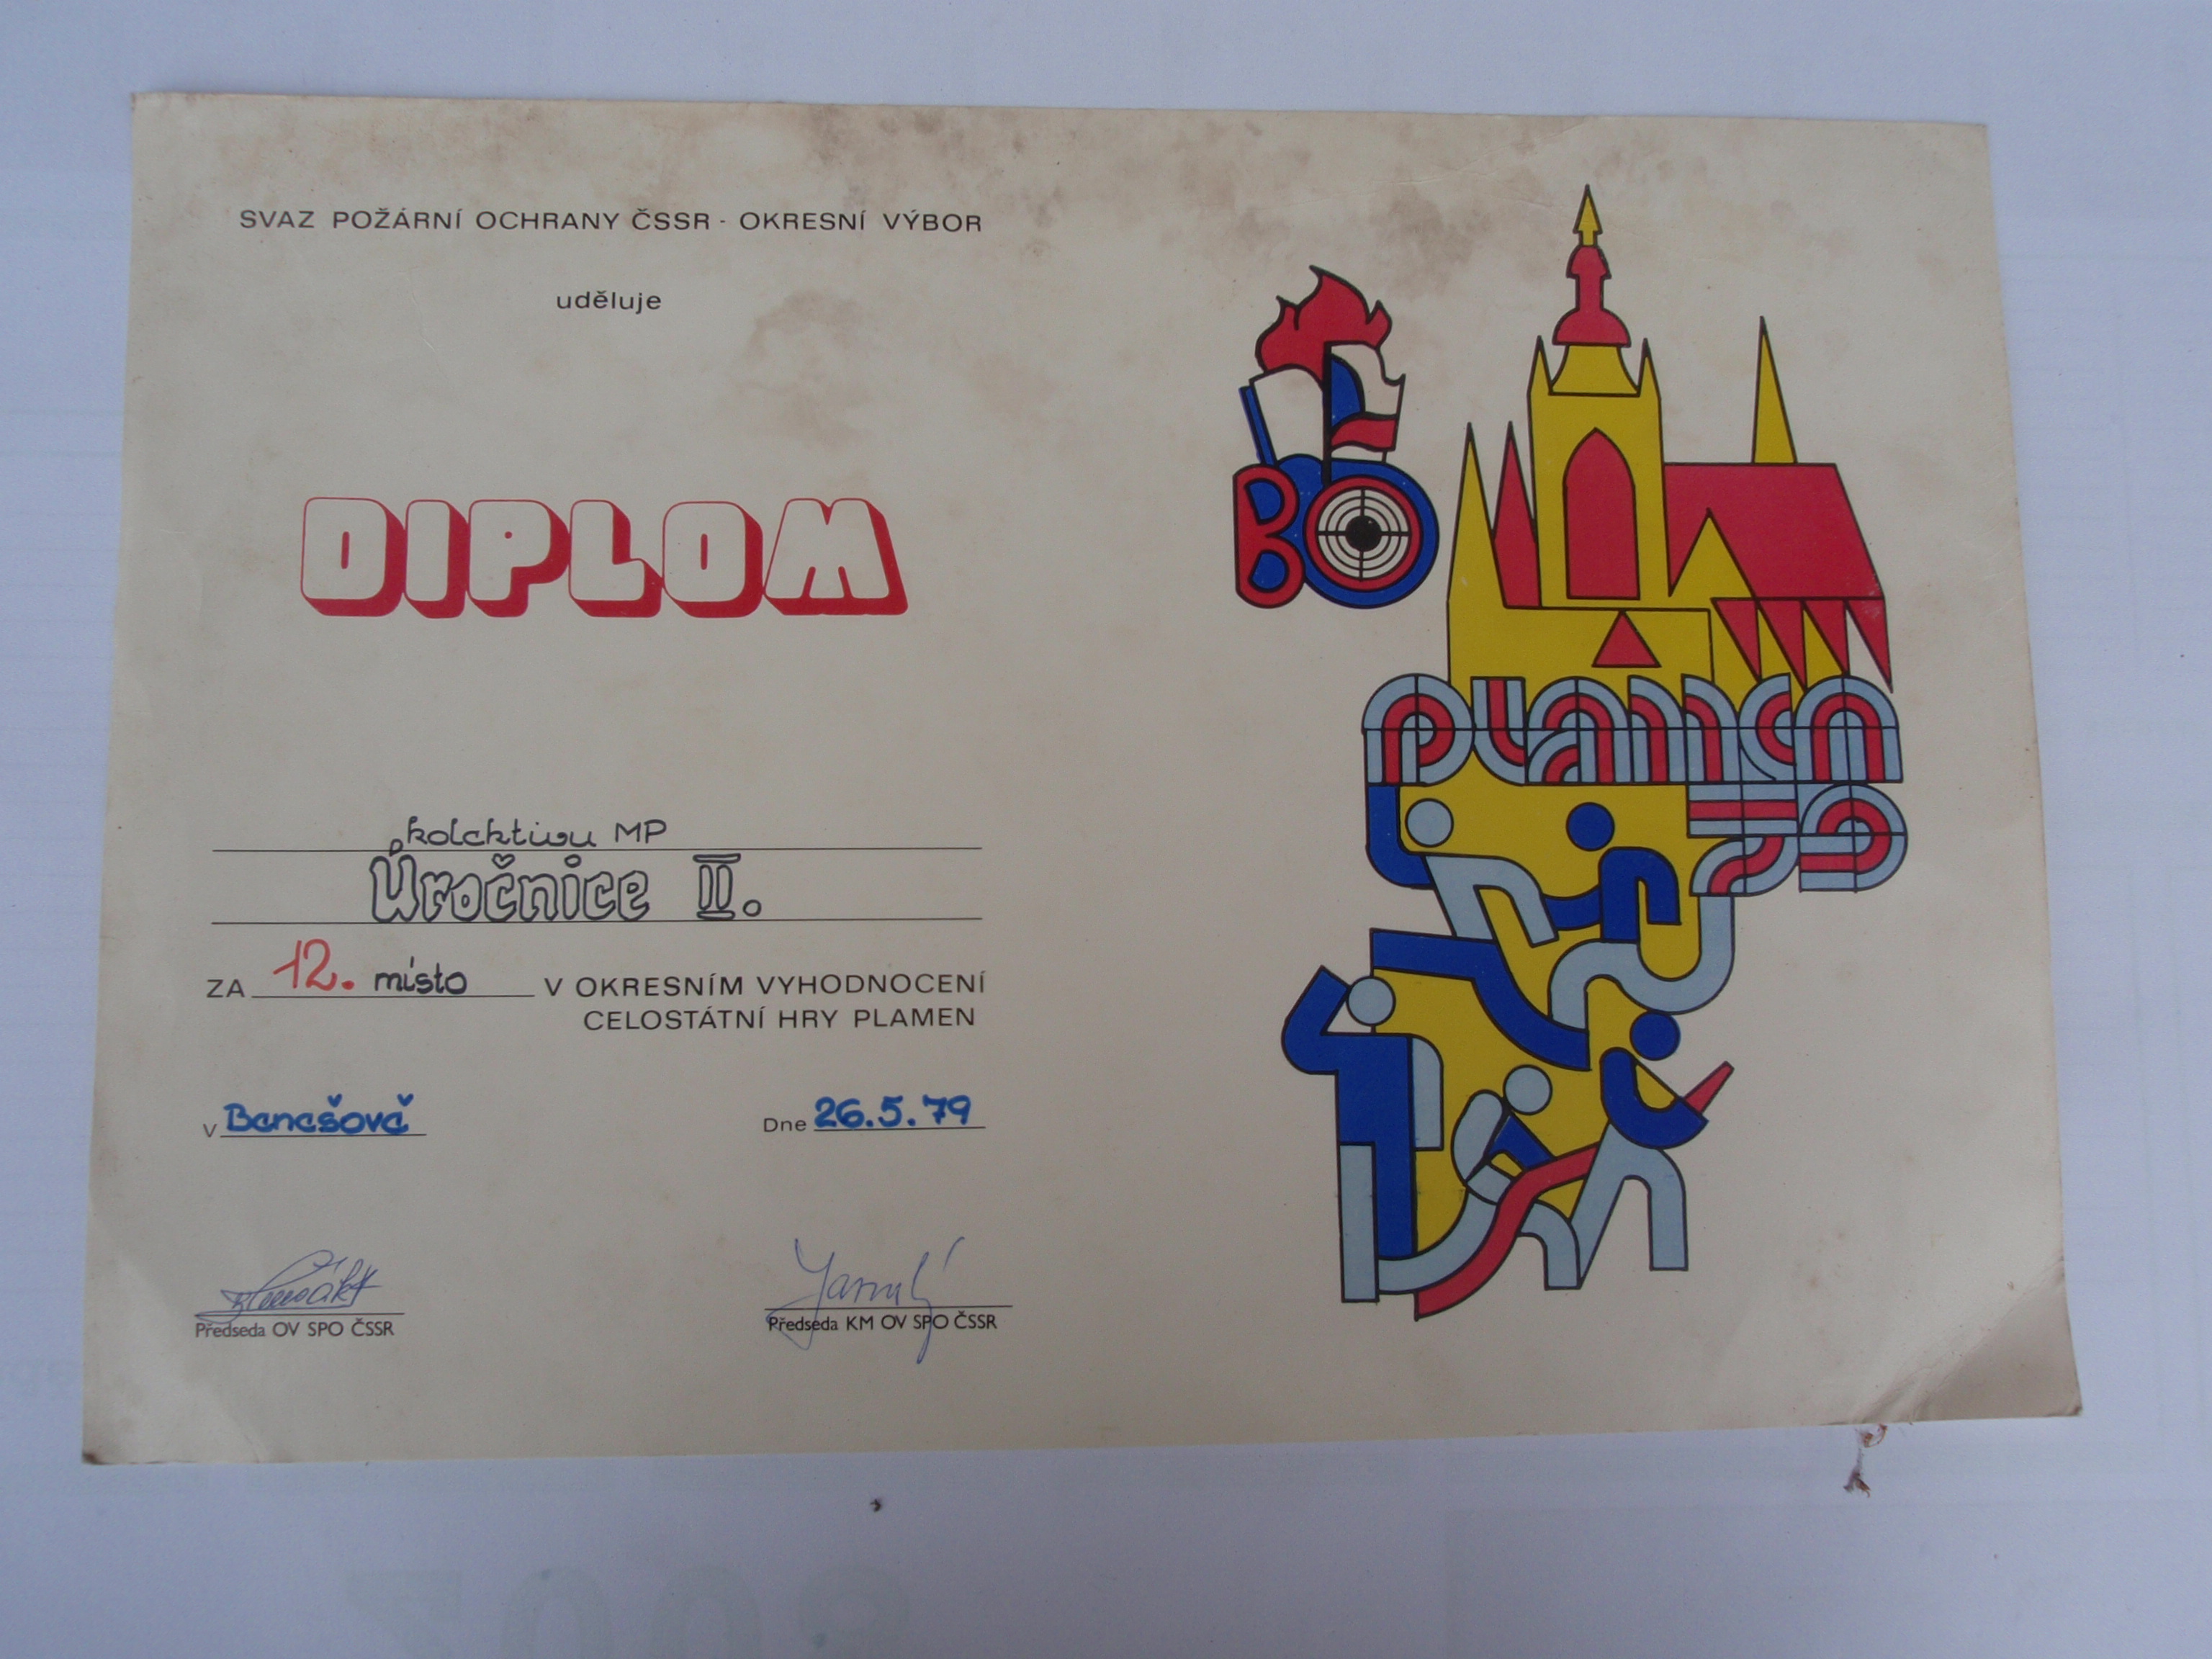 SVAZ POŽÁRNÍ OCHRANY ČSSR - OKRESNÍ VÝBOR
uděluje
DIPLOM
kolektivu MP
Úročnice II.
ZA 12. místo V OKRESNÍM VYHODNOCENÍ
CELOSTÁTNÍ HRY PLAMEN
V Benešově Dne 26.5.79
Předseda OV SPO ČSSR
Předseda KM OV SPO ČSSR
PLAMEN
79